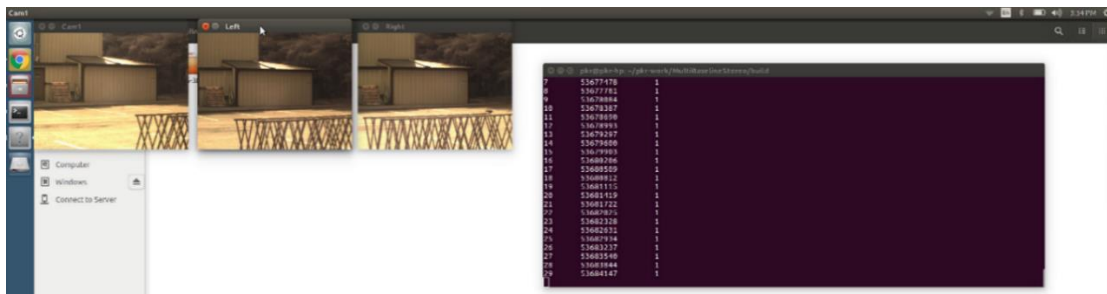 Cam1
3:34 PM
Cam1
Left
Right
Computer
Windows
Connect to Server
7 53677478 1
8 53677781 1
9 53678084 1
10 53678387 1
11 53678690 1
12 53678993 1
13 53679297 1
14 53679600 1
15 53679903 1
16 53680206 1
17 53680509 1
18 53680812 1
19 53681115 1
20 53681419 1
21 53681722 1
22 53682025 1
23 53682328 1
24 53682631 1
25 53682934 1
26 53683237 1
27 53683540 1
28 53683844 1
29 53684147 1